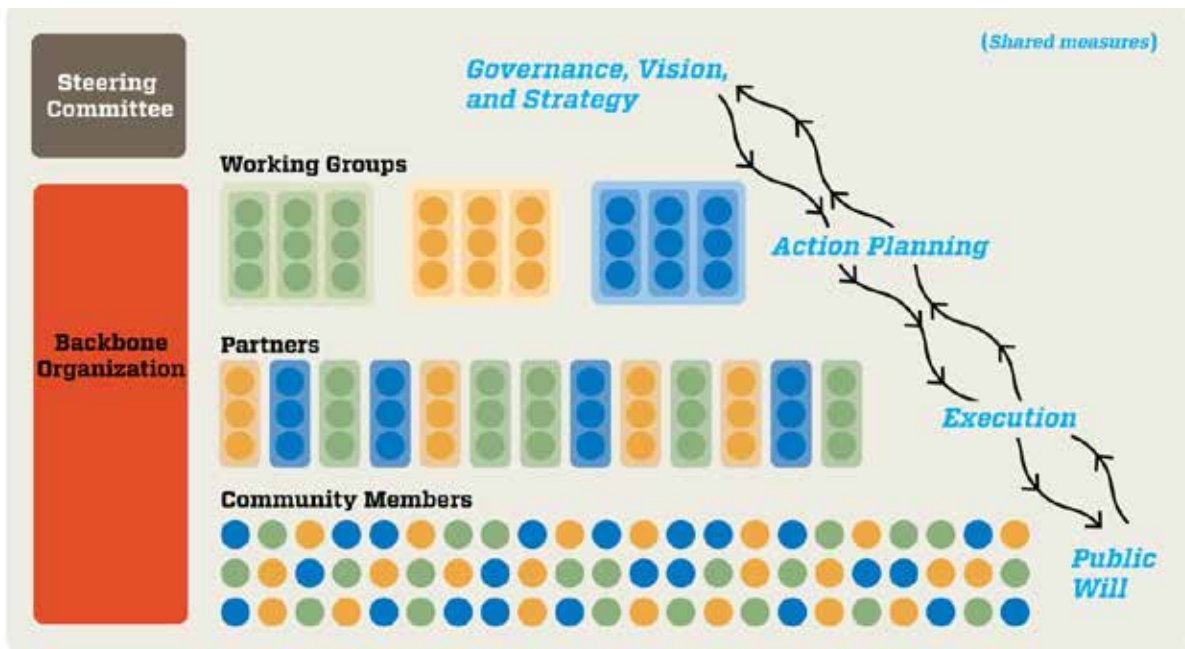 Steering
Committee
Governance, Vision,
and Strategy
(Shared measures)
Working Groups
Action Planning
Backbone
Organization
Partners
Execution
Community Members
Public
Will